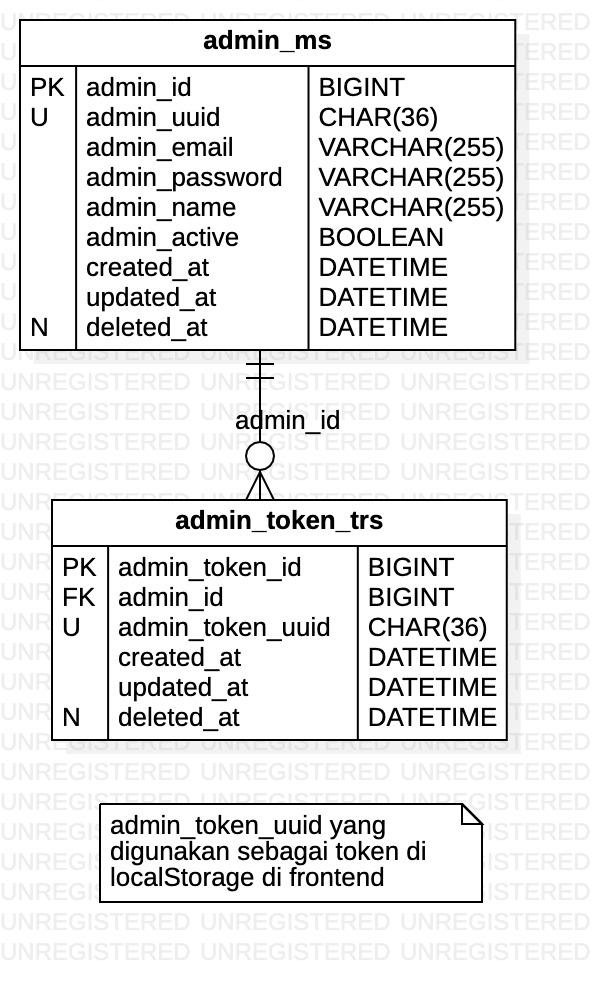 admin_ms
PK admin_id BIGINT
U admin_uuid CHAR(36)
admin_email VARCHAR(255)
admin_password VARCHAR(255)
admin_name VARCHAR(255)
admin_active BOOLEAN
created_at DATETIME
updated_at DATETIME
N deleted_at DATETIME
admin_id
admin_token_trs
PK admin_token_id BIGINT
FK admin_id BIGINT
U admin_token_uuid CHAR(36)
created_at DATETIME
updated_at DATETIME
N deleted_at DATETIME
admin_token_uuid yang
digunakan sebagai token di
localStorage di frontend
UNREGISTERED